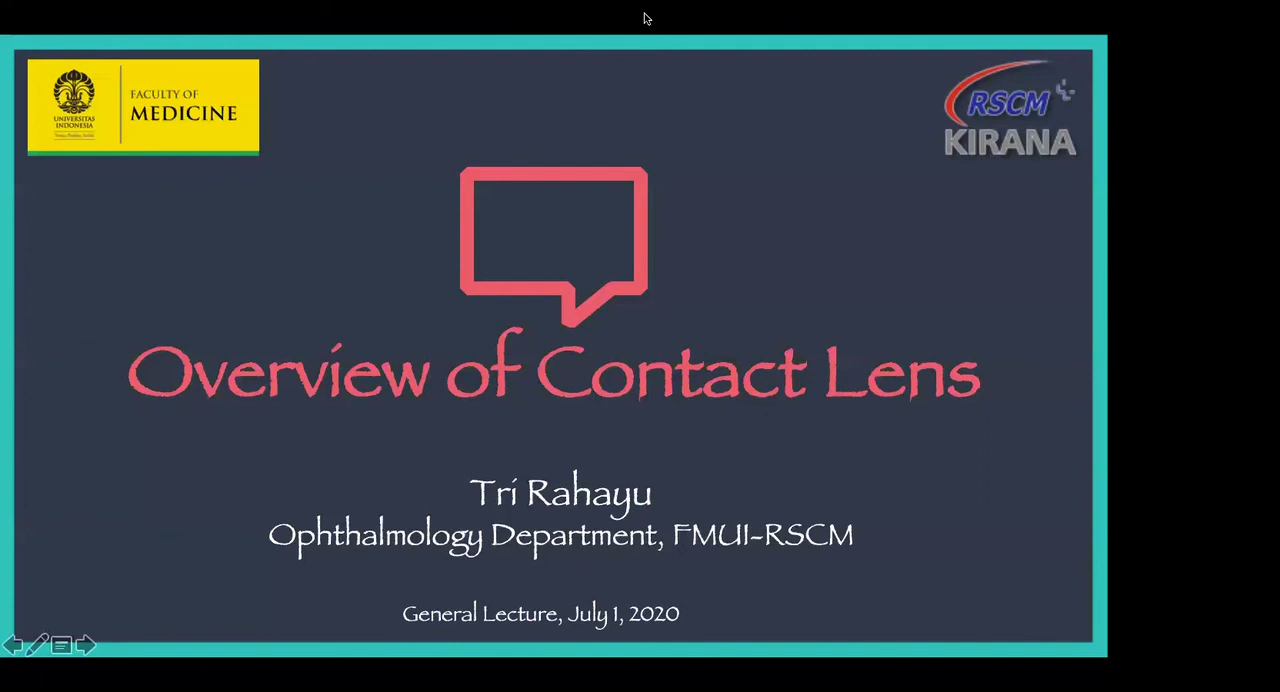 UNIVERSITAS
INDONESIA
FACULTY OF
MEDICINE
RSCM
KIRANA
Overview of Contact Lens
Tri Rahayu
Ophthalmology Department, FMUI-RSCM
General Lecture, July 1, 2020